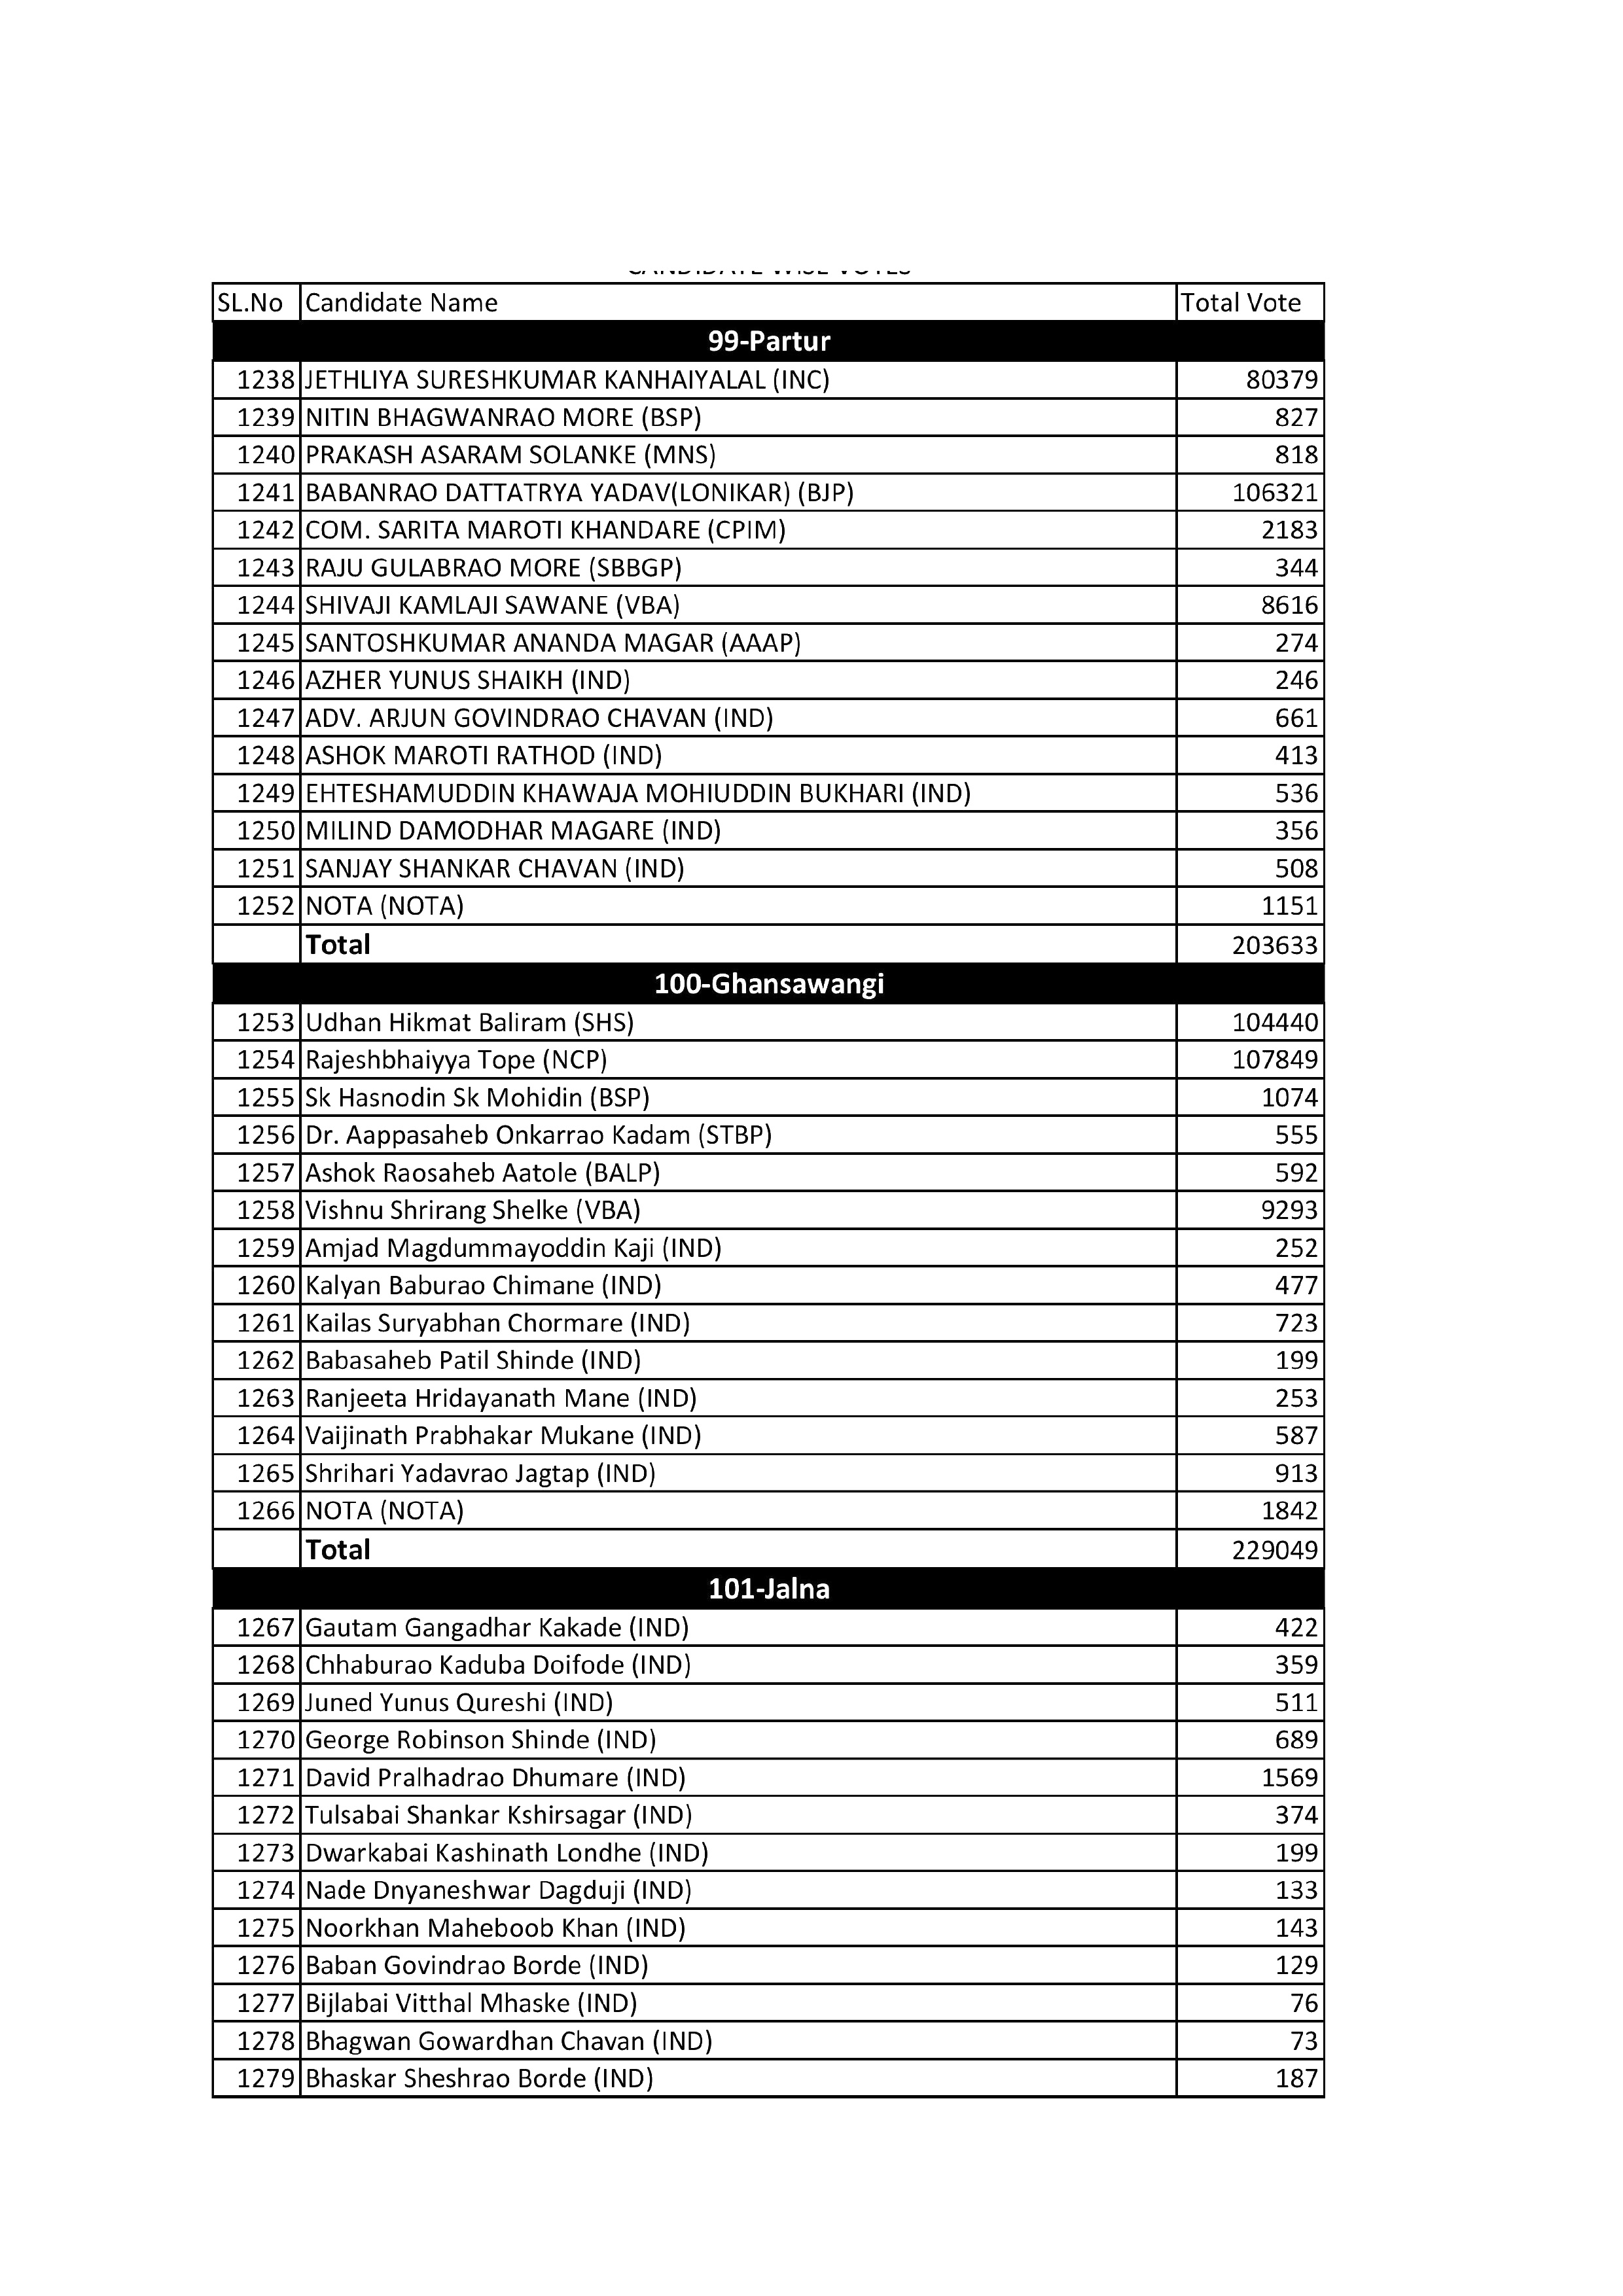 CANDIDATE WISE VOTES
SL.No Candidate Name Total Vote
99-Partur
1238 JETHLIYA SURESHKUMAR KANHAIYALAL (INC) 80379
1239 NITIN BHAGWANRAO MORE (BSP) 827
1240 PRAKASH ASARAM SOLANKE (MNS) 818
1241 BABANRAO DATTATRYA YADAV(LONIKAR) (BJP) 106321
1242 COM. SARITA MAROTI KHANDARE (CPIM) 2183
1243 RAJU GULABRAO MORE (SBBGP) 344
1244 SHIVAJI KAMLAJI SAWANE (VBA) 8616
1245 SANTOSHKUMAR ANANDA MAGAR (AAAP) 274
1246 AZHER YUNUS SHAIKH (IND) 246
1247 ADV. ARJUN GOVINDRAO CHAVAN (IND) 661
1248 ASHOK MAROTI RATHOD (IND) 413
1249 EHTESHAMUDDIN KHAWAJA MOHIUDDIN BUKHARI (IND) 536
1250 MILIND DAMODHAR MAGARE (IND) 356
1251 SANJAY SHANKAR CHAVAN (IND) 508
1252 NOTA (NOTA) 1151
Total 203633
100-Ghansawangi
1253 Udhan Hikmat Baliram (SHS) 104440
1254 Rajeshbhaiyya Tope (NCP) 107849
1255 Sk Hasnodin Sk Mohidin (BSP) 1074
1256 Dr. Aappasaheb Onkarrao Kadam (STBP) 555
1257 Ashok Raosaheb Aatole (BALP) 592
1258 Vishnu Shrirang Shelke (VBA) 9293
1259 Amjad Magdummayoddin Kaji (IND) 252
1260 Kalyan Baburao Chimane (IND) 477
1261 Kailas Suryabhan Chormare (IND) 723
1262 Babasaheb Patil Shinde (IND) 199
1263 Ranjeeta Hridayanath Mane (IND) 253
1264 Vaijinath Prabhakar Mukane (IND) 587
1265 Shrihari Yadavrao Jagtap (IND) 913
1266 NOTA (NOTA) 1842
Total 229049
101-Jalna
1267 Gautam Gangadhar Kakade (IND) 422
1268 Chhaburao Kaduba Doifode (IND) 359
1269 Juned Yunus Qureshi (IND) 511
1270 George Robinson Shinde (IND) 689
1271 David Pralhadrao Dhumare (IND) 1569
1272 Tulsabai Shankar Kshirsagar (IND) 374
1273 Dwarkabai Kashinath Londhe (IND) 199
1274 Nade Dnyaneshwar Dagduji (IND) 133
1275 Noorkhan Maheboob Khan (IND) 143
1276 Baban Govindrao Borde (IND) 129
1277 Bijlabai Vitthal Mhaske (IND) 76
1278 Bhagwan Gowardhan Chavan (IND) 73
1279 Bhaskar Sheshrao Borde (IND) 187